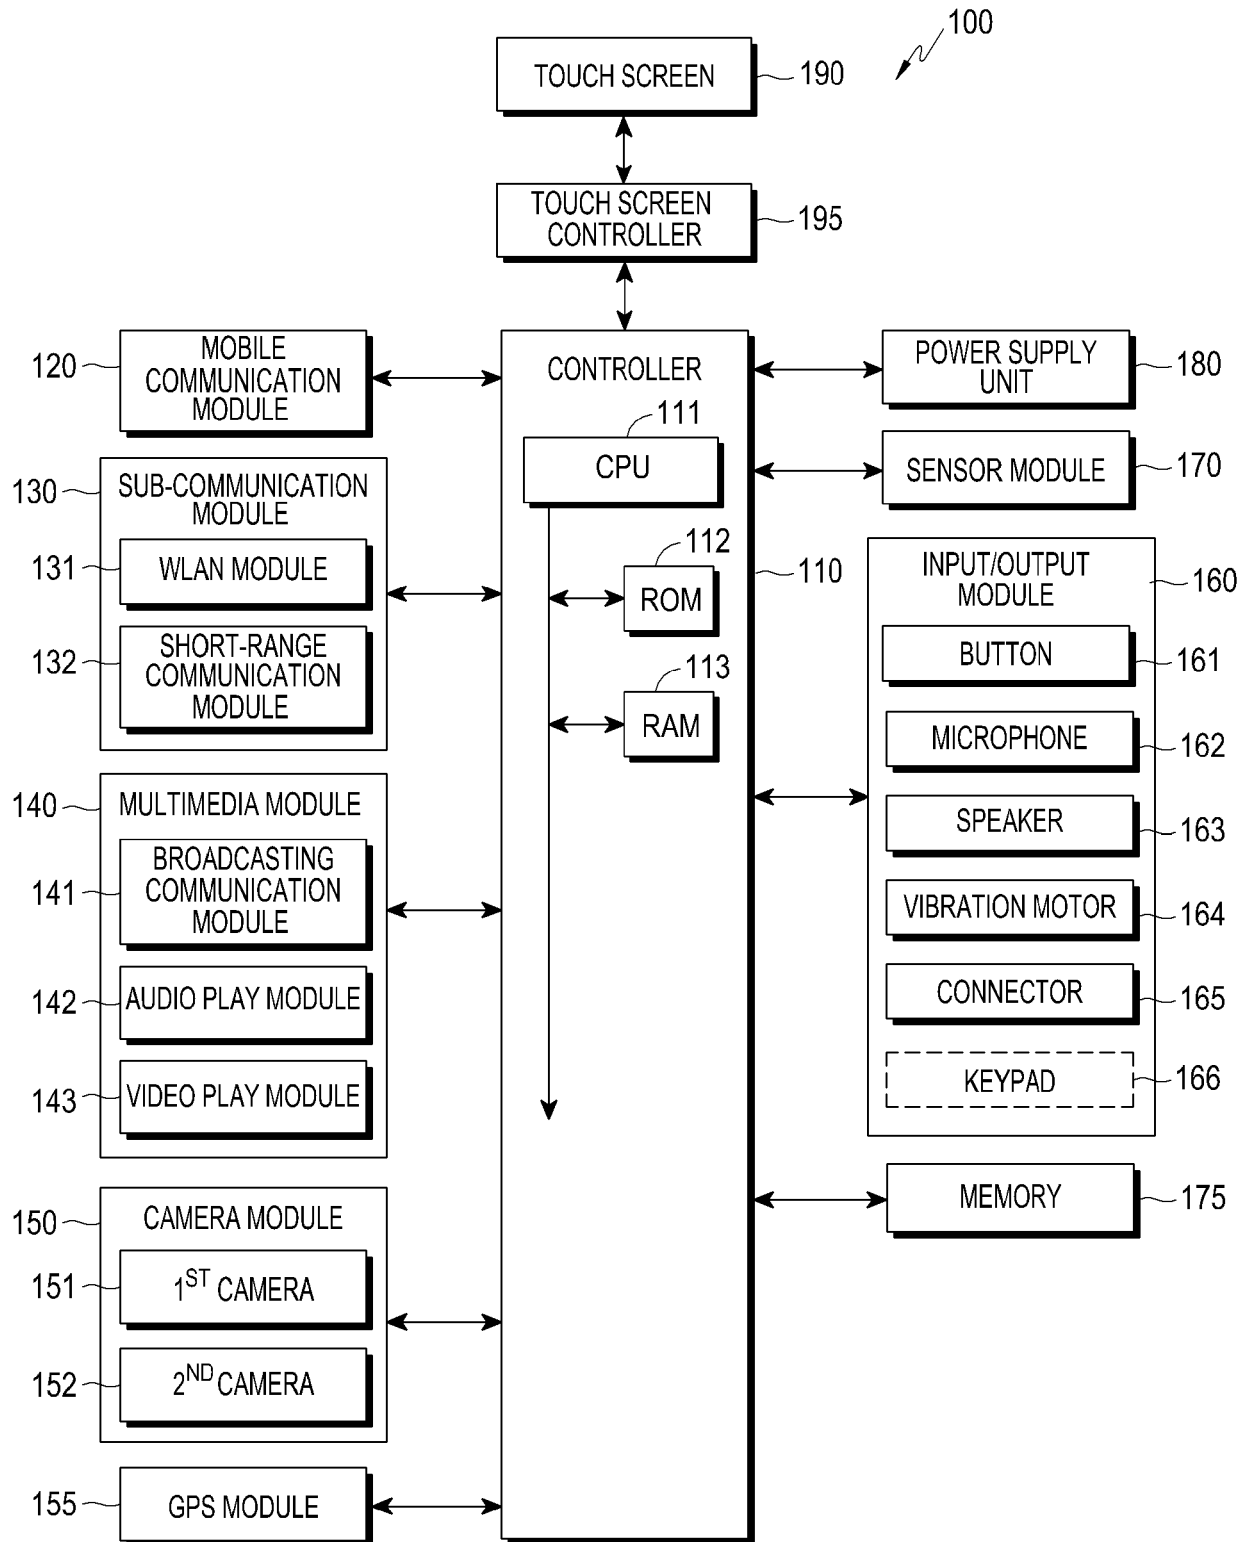 100
TOUCH SCREEN
190
TOUCH SCREEN
CONTROLLER
195
120
MOBILE
COMMUNICATION
MODULE
130
SUB-COMMUNICATION
MODULE
131
WLAN MODULE
132
SHORT-RANGE
COMMUNICATION
MODULE
140
MULTIMEDIA MODULE
141
BROADCASTING
COMMUNICATION
MODULE
142
AUDIO PLAY MODULE
143
VIDEO PLAY MODULE
150
CAMERA MODULE
151
1ST CAMERA
152
2ND CAMERA
155
GPS MODULE
CONTROLLER
111
CPU
112
ROM
113
RAM
110
POWER SUPPLY
UNIT
180
SENSOR MODULE
170
INPUT/OUTPUT
MODULE
160
BUTTON
161
MICROPHONE
162
SPEAKER
163
VIBRATION MOTOR
164
CONNECTOR
165
KEYPAD
166
MEMORY
175